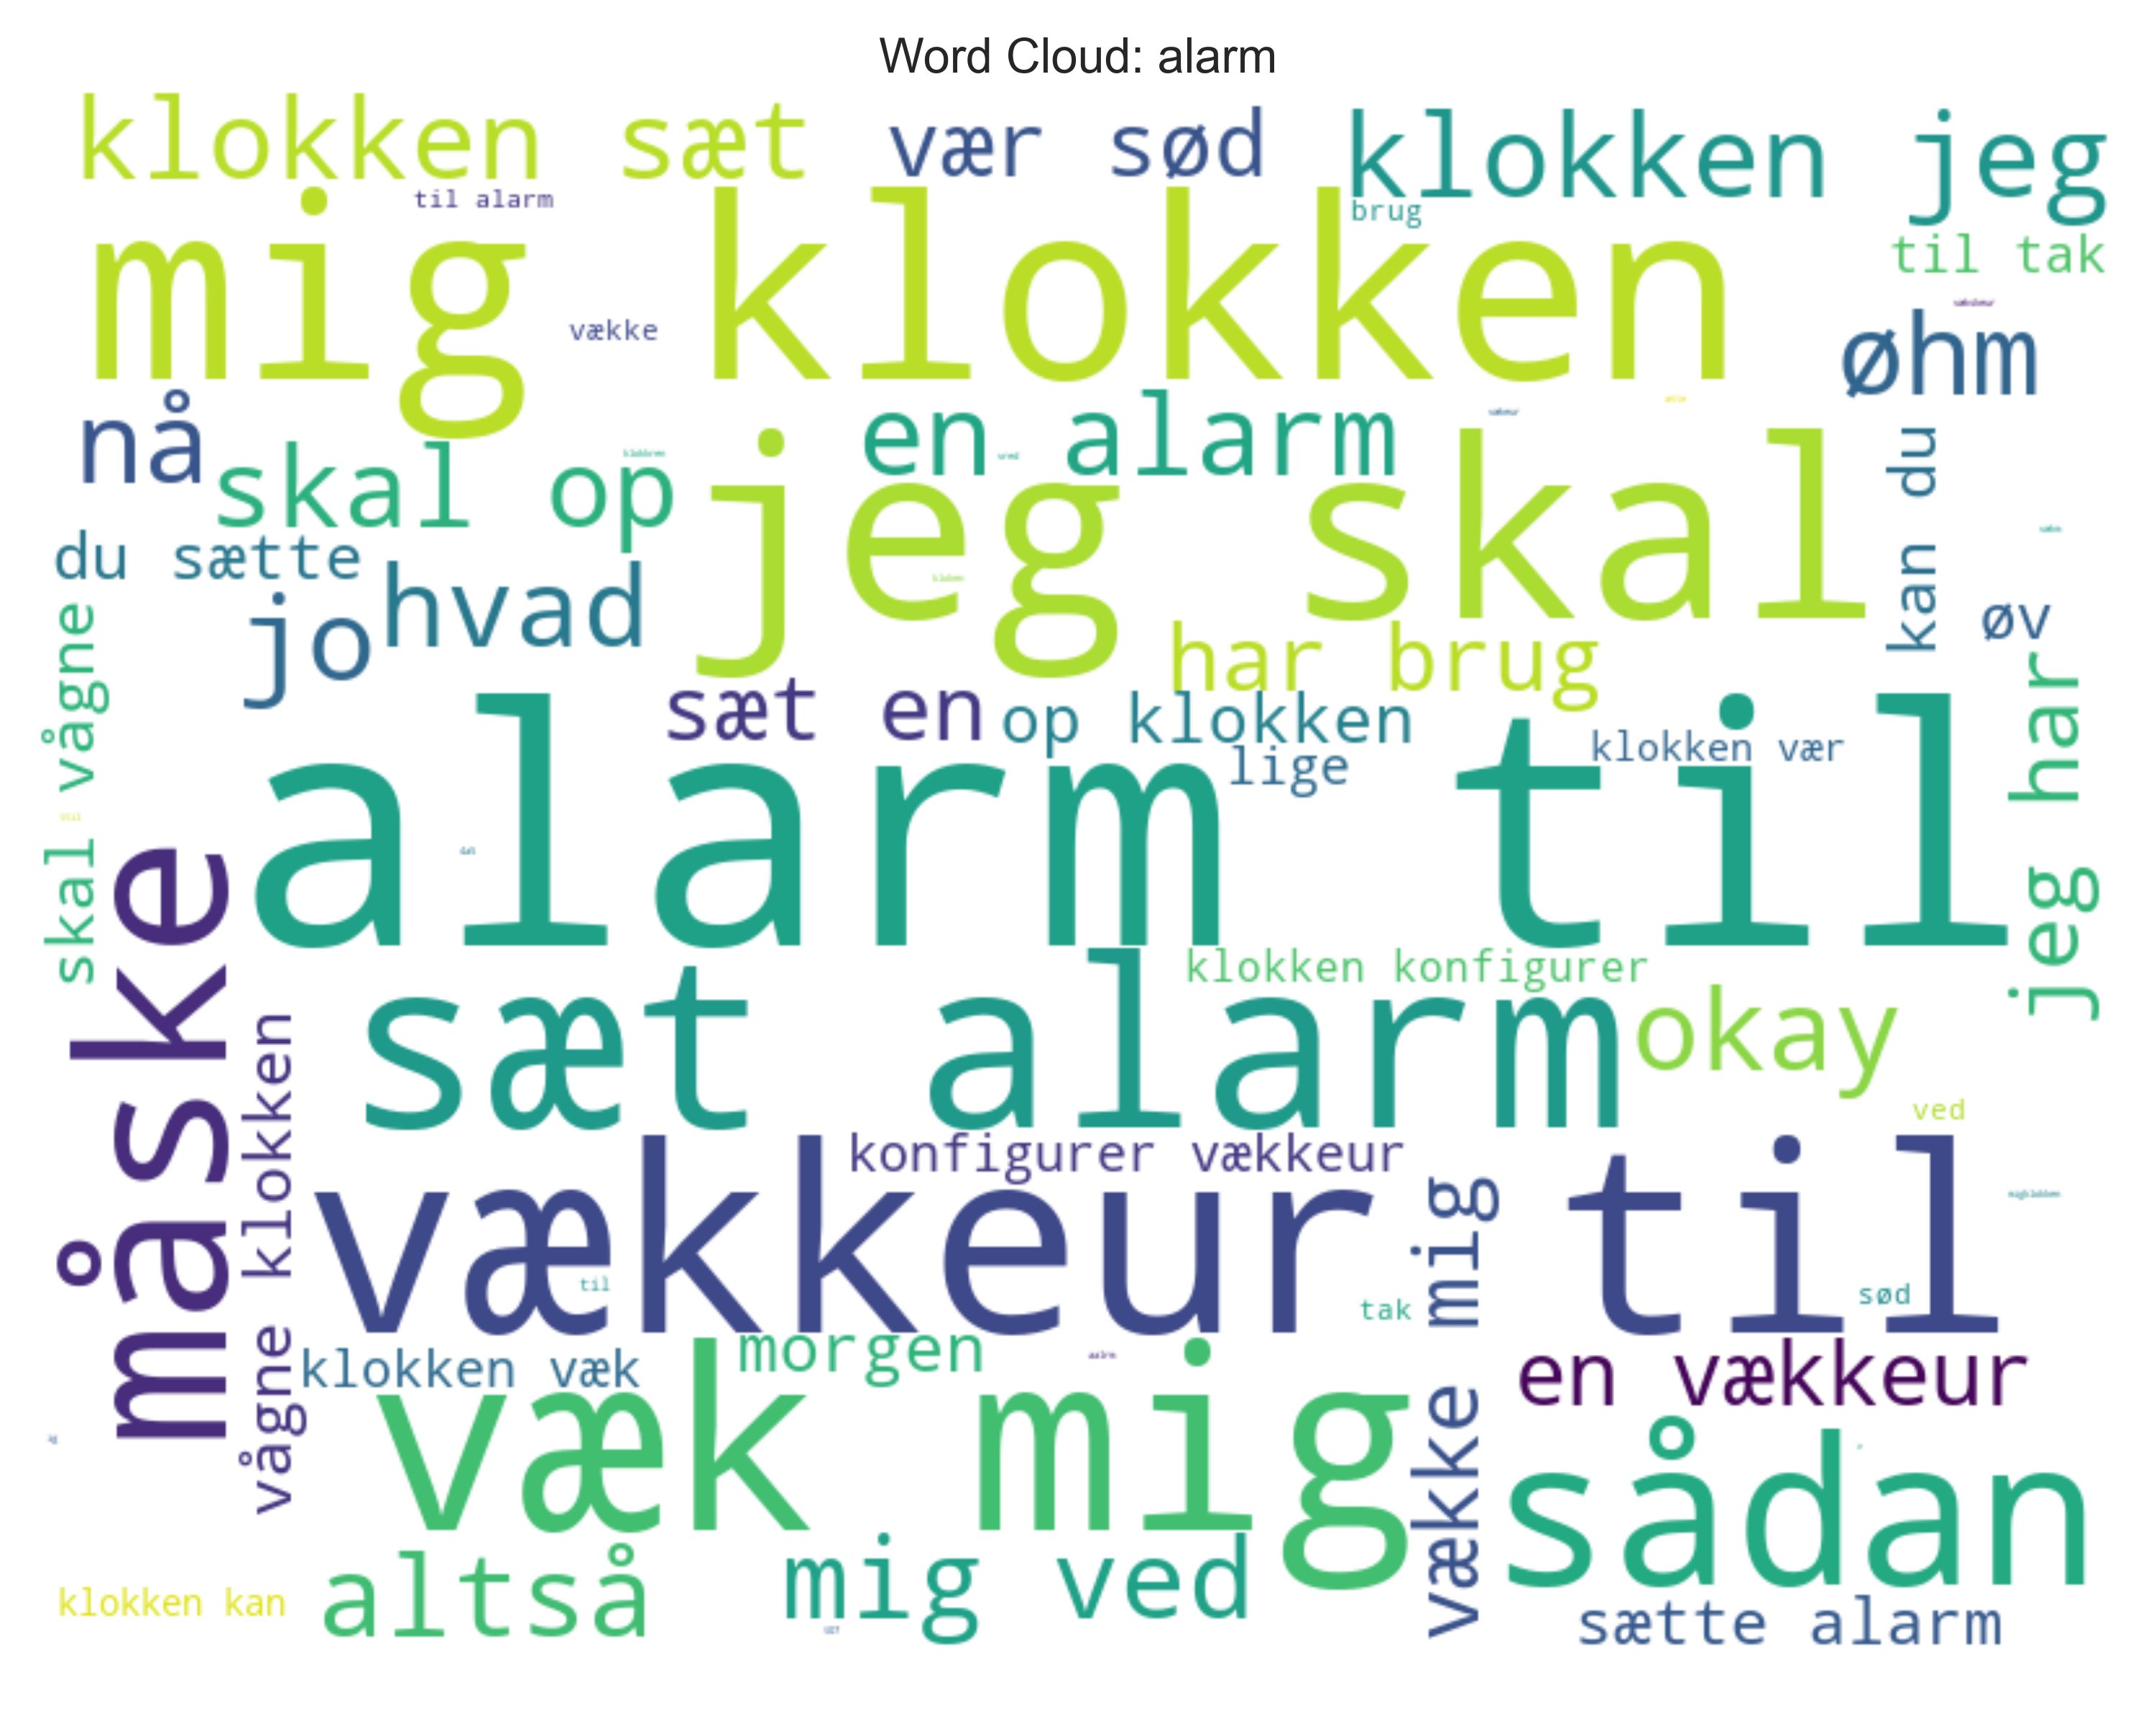 Word Cloud: alarm
klokken sæt
vær sød
klokken jeg
til alarm
brug
mig klokken
til tak
vække
øhm
nå
en alarm
skal op
jeg skal
kan du
du sætte
hvad
jo
øv
har brug
skal vågne
sæt en
op klokken
jeg har
klokken vær
lige
alarm til
måske
klokken konfigurer
sæt alarm
okay
vågne klokken
ved
konfigurer vækkeur
vækkeur til
til
tak
sød
vække mig
morgen
klokken væk
en vækkeur
væk mig
sådan
altså
mig ved
klokken kan
sætte alarm